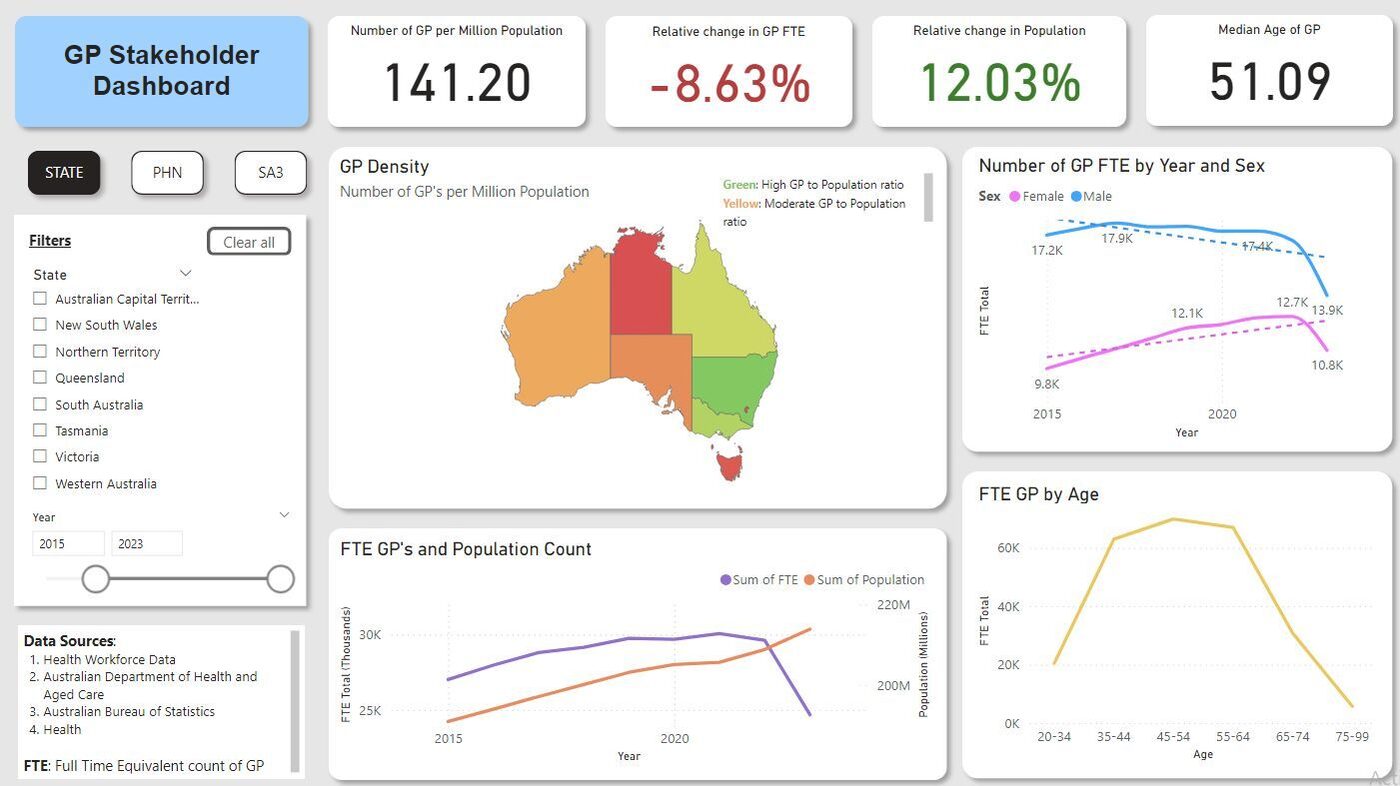 GP Stakeholder
Dashboard
Number of GP per Million Population
141.20
Relative change in GP FTE
-8.63%
Relative change in Population
12.03%
Median Age of GP
51.09
STATE
PHN
SA3
Filters
Clear all
State
Australian Capital Territ...
New South Wales
Northern Territory
Queensland
South Australia
Tasmania
Victoria
Western Australia
Year
2015
2023
Data Sources:
1. Health Workforce Data
2. Australian Department of Health and
Aged Care
3. Australian Bureau of Statistics
4. Health
FTE: Full Time Equivalent count of GP
GP Density
Number of GP's per Million Population
Green: High GP to Population ratio
Yellow: Moderate GP to Population
ratio
FTE GP's and Population Count
Sum of FTE
Sum of Population
FTE Total (Thousands)
30K
25K
220M
200M
Population (Millions)
2015
2020
Year
Number of GP FTE by Year and Sex
Sex
Female
Male
FTE Total
17.2K
17.9K
17.4K
13.9K
9.8K
12.1K
12.7K
10.8K
2015
2020
Year
FTE GP by Age
FTE Total
60K
40K
20K
0K
20-34
35-44
45-54
55-64
65-74
75-99
Age